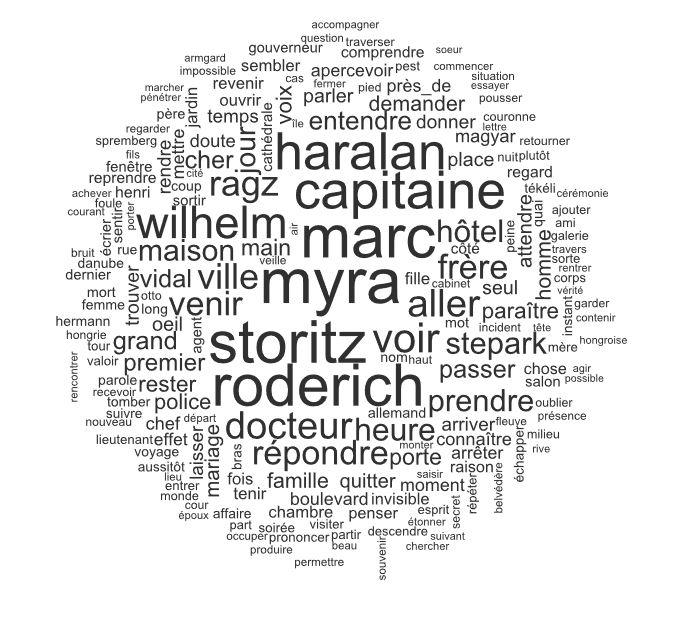 accompagner
question traverser
gouverneur comprendre soeur
armgard sembler apercevoir pest commencer
impossible revenir cas fermer pied près_de situation
marcher ouvrir voix parler demander essayer pousser
pénétrer jardin temps île entendre donner couronne
père jour cathédrale lettre
regarder mettre doute haralan magyar retourner
spremberg rendre cher place nuit plutôt
fils fenêtre cité ragz capitaine regard
reprendre coup tékéli cérémonie
achever henri sortir attendre quai ajouter
foule porter wilhelm marc hôtel peine ami
courant sentir écrier rue air côté homme galerie
bruit maison main veille frère travers
danube trouver vidal ville myra fille cabinet seul sorte rentrer
dernier corps
mort otto vérité
femme long venir aller paraître instant garder
hermann oeil agent storitz voir mot incident tête contenir
hongrie grand stepark mère hongroise
tour
valoir premier nom haut passer chose agir
rencontrer parole rester roderich salon possible
recevoir police prendre oublier
tomber allemand présence
suivre chef départ docteur heure arriver fleuve
nouveau effet connaître milieu
lieutenant laisser mariage bras répondre porte monter arrêter échapper rive
voyage raison
aussitôt fois famille quitter saisir moment répéter belvédère
lieu entrer tenir boulevard invisible
monde cour chambre penser esprit secret
époux affaire étonner
part soirée visiter partir descendre suivant
occuper prononcer beau chercher
produire souvenir
permettre